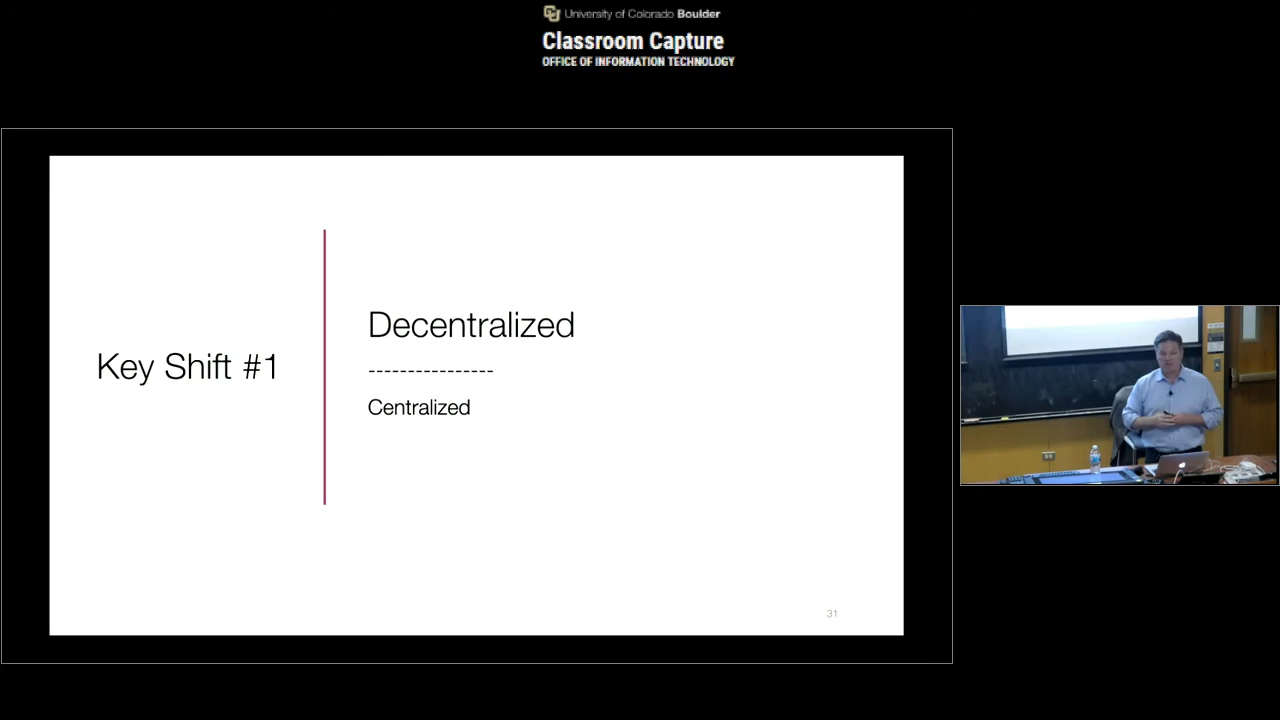 University of Colorado Boulder
Classroom Capture
OFFICE OF INFORMATION TECHNOLOGY
Key Shift #1
Decentralized
----------------
Centralized
31